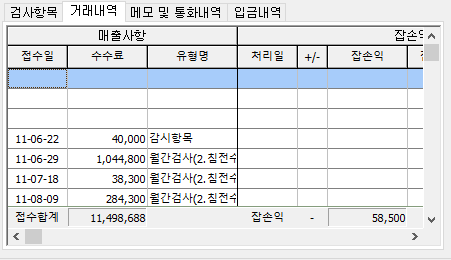 검사항목 거래내역 메모 및 통화내역 입금내역
매출사항 잡손익
접수일 수수료 유형명 처리일 +/- 잡손익
11-06-22 40,000 감시항목
11-06-29 1,044,800 월간검사(2.침전수
11-07-18 38,300 월간검사(2.침전수
11-08-09 284,300 월간검사(2.침전수
접수합계 11,498,688 잡손익 - 58,500